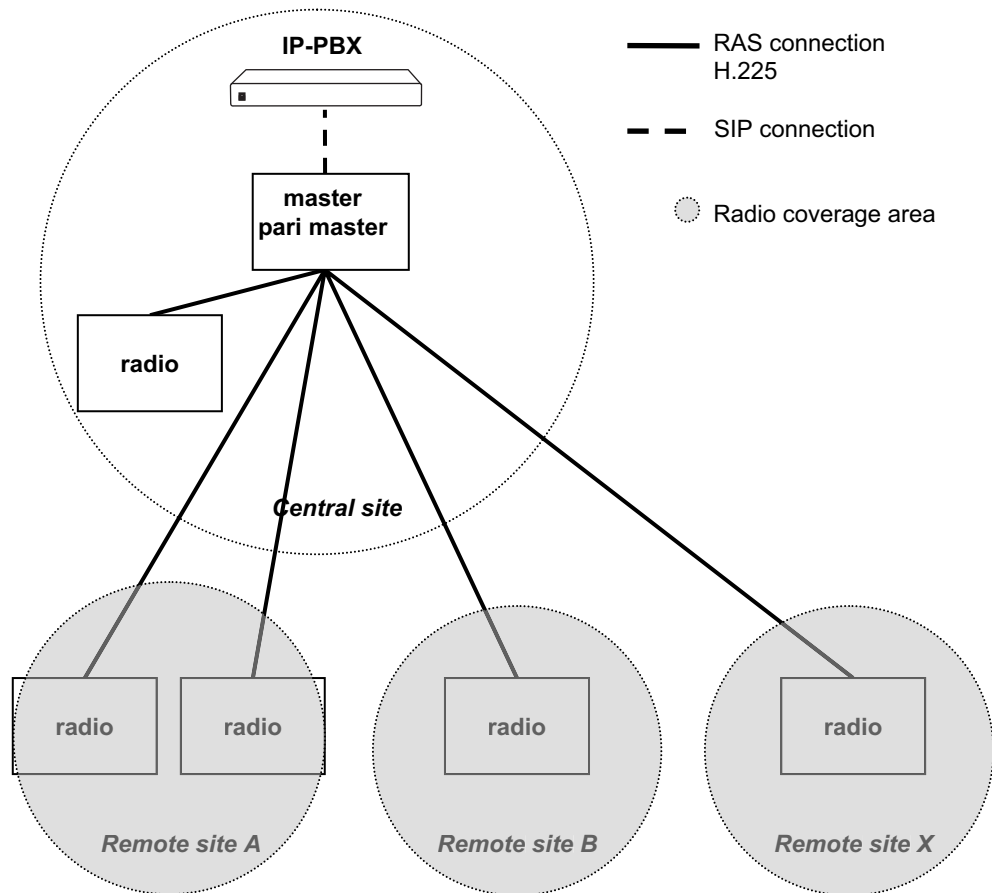 IP-PBX
RAS connection
H.225
SIP connection
master
pari master
Radio coverage area
radio
Central site
radio
radio
radio
radio
Remote site A
Remote site B
Remote site X